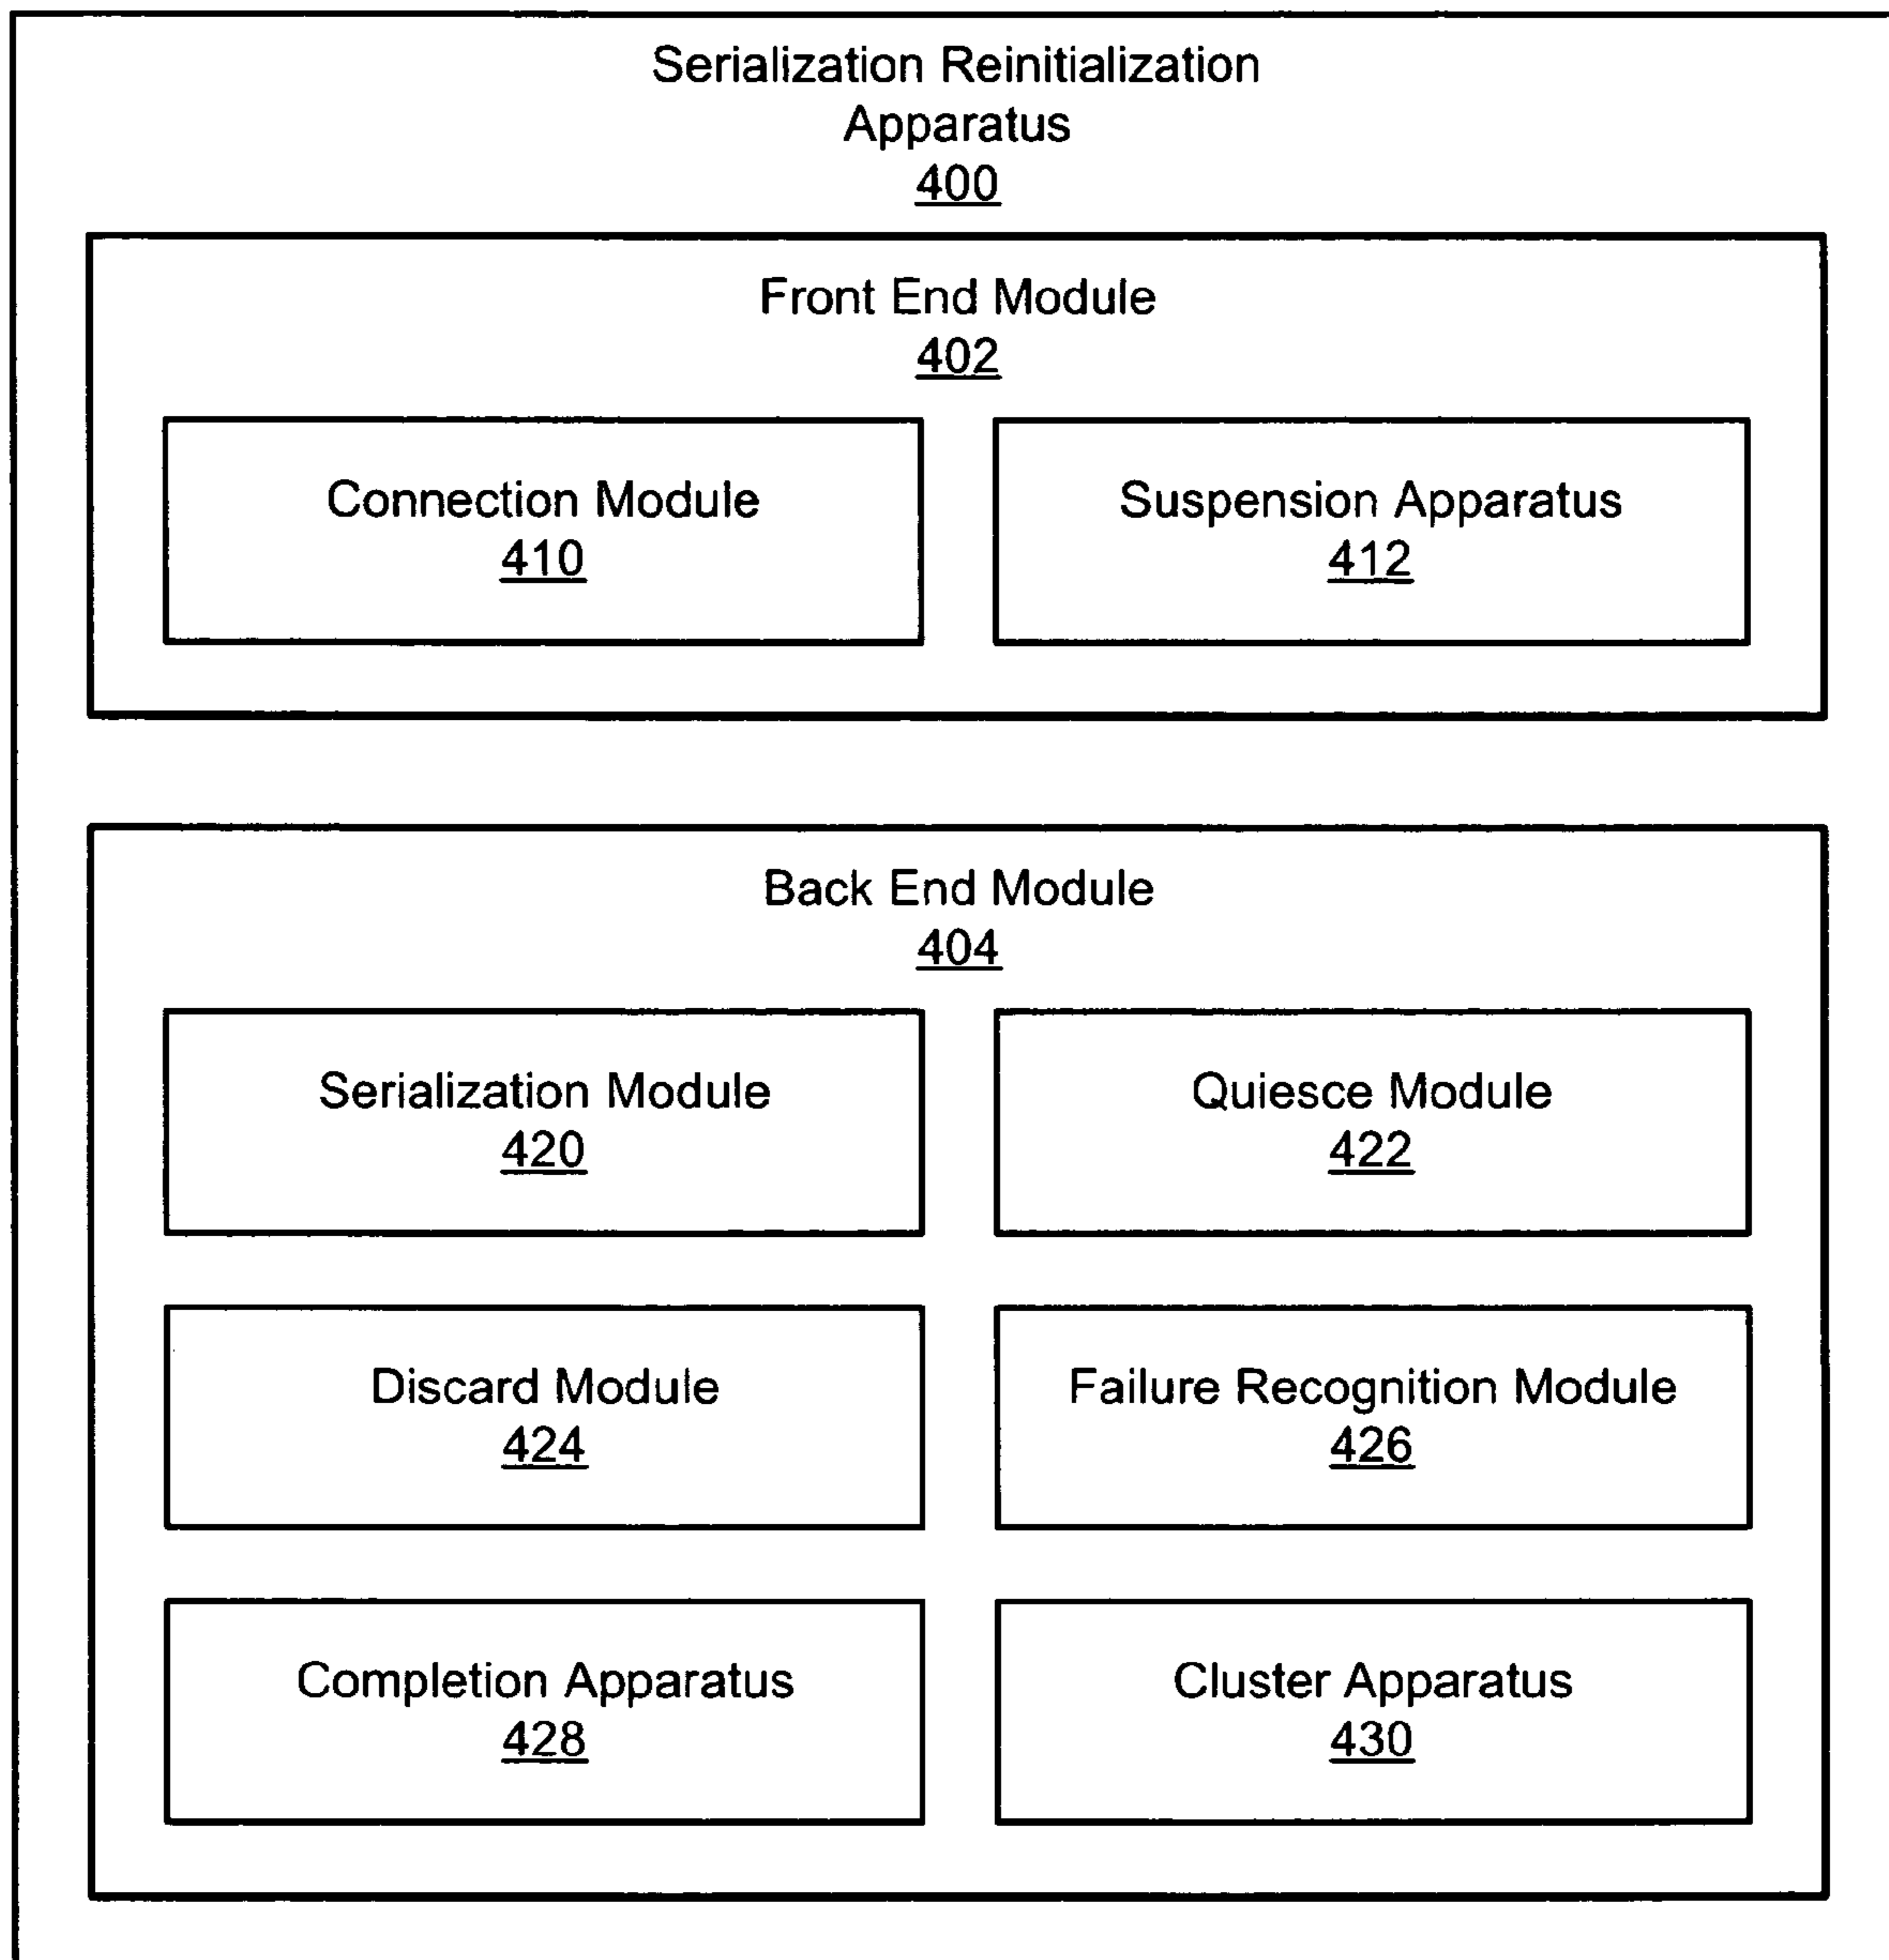 Serialization Reinitialization
Apparatus
400
Front End Module
402
Connection Module
410
Suspension Apparatus
412
Back End Module
404
Serialization Module
420
Quiesce Module
422
Discard Module
424
Failure Recognition Module
426
Completion Apparatus
428
Cluster Apparatus
430